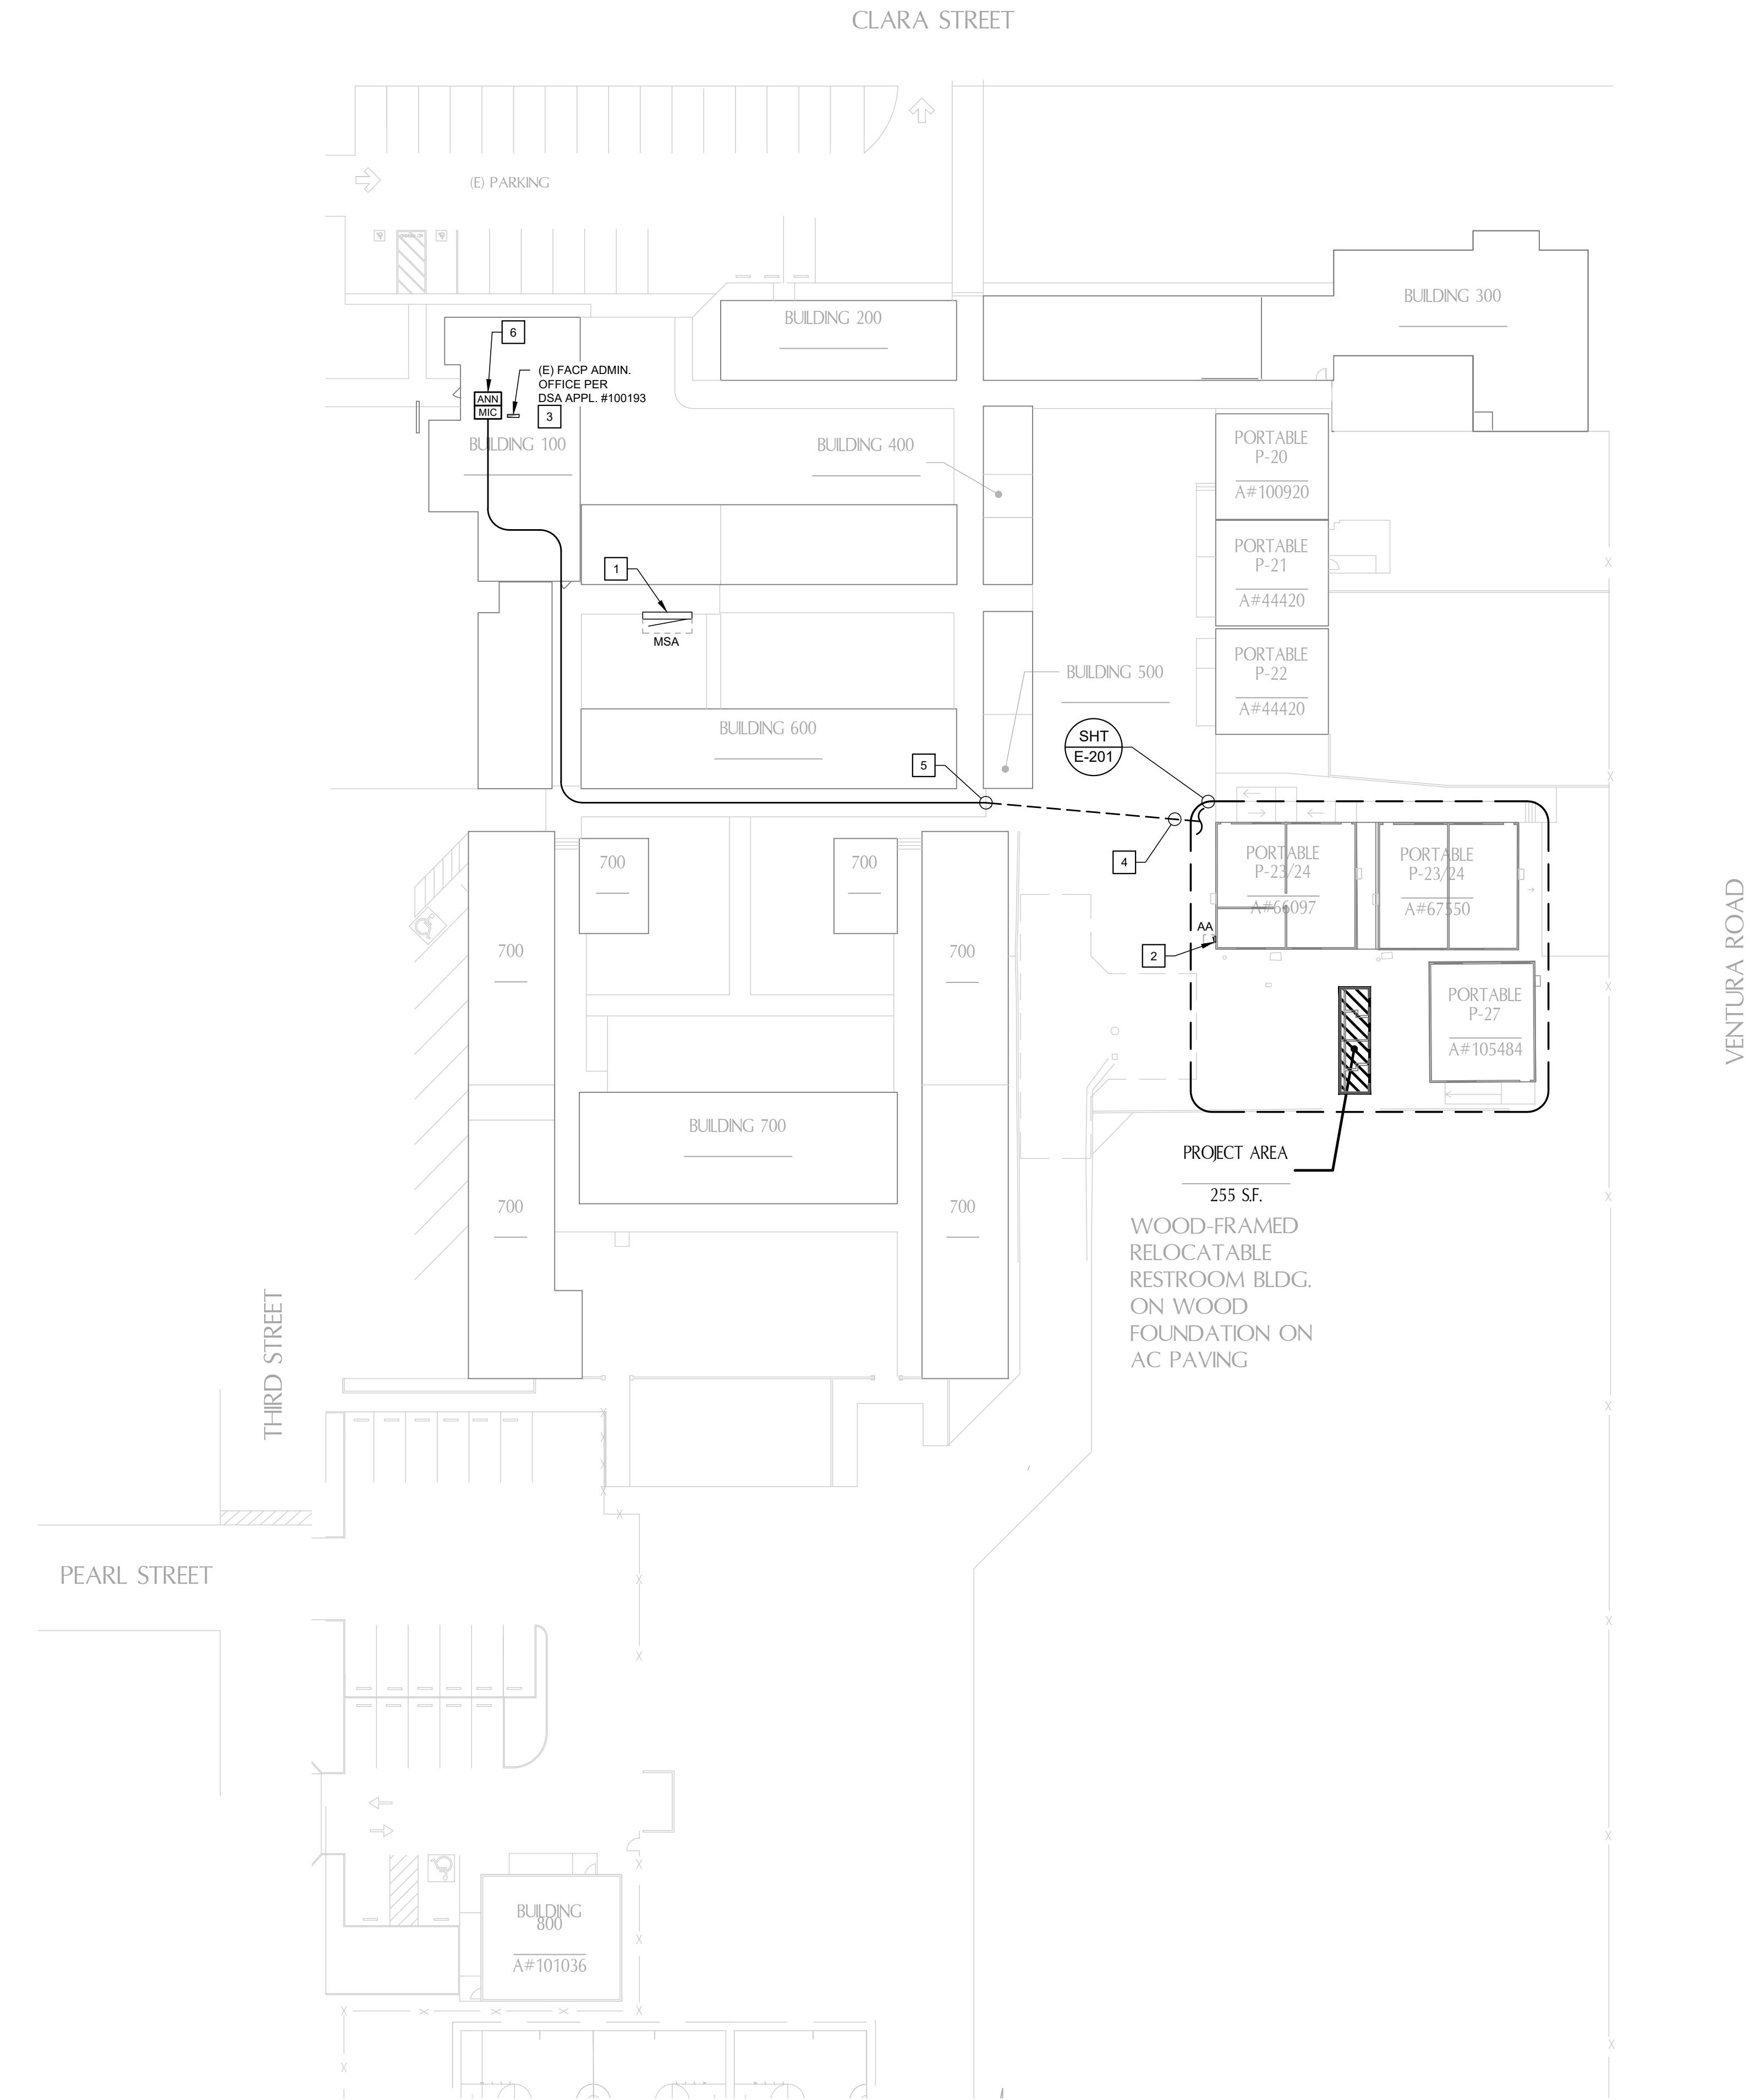 CLARA STREET
(E) PARKING
BUILDING 300
BUILDING 200
6
(E) FACP ADMIN.
OFFICE PER
DSA APPL. #100193
3
ANN
MIC
BUILDING 100
BUILDING 400
PORTABLE
P-20
A#100920
PORTABLE
P-21
A#44420
1
MSA
PORTABLE
P-22
A#44420
BUILDING 500
BUILDING 600
SHT
E-201
5
4
PORTABLE
P-23/24
A#66097
PORTABLE
P-23/24
A#67550
700
700
AA
2
700
700
PORTABLE
P-27
A#105484
VENTURA ROAD
BUILDING 700
PROJECT AREA
255 S.F.
700
700
WOOD-FRAMED
RELOCATABLE
RESTROOM BLDG.
ON WOOD
FOUNDATION ON
AC PAVING
THIRD STREET
PEARL STREET
BUILDING
800
A#101036